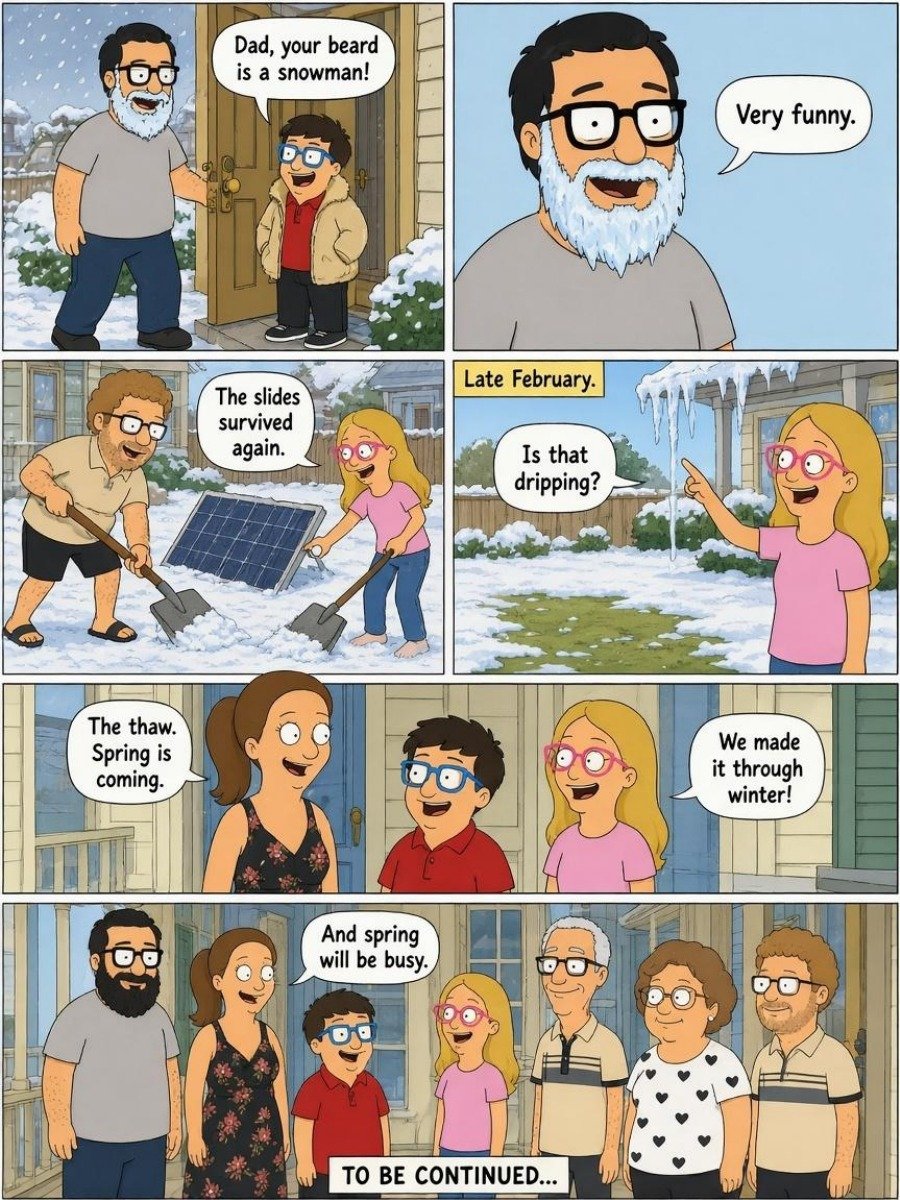 Dad, your beard
is a snowman!
Very funny.
The slides
survived
again.
Late February.
Is that
dripping?
The thaw.
Spring is
coming.
We made
it through
winter!
And spring
will be busy.
TO BE CONTINUED...